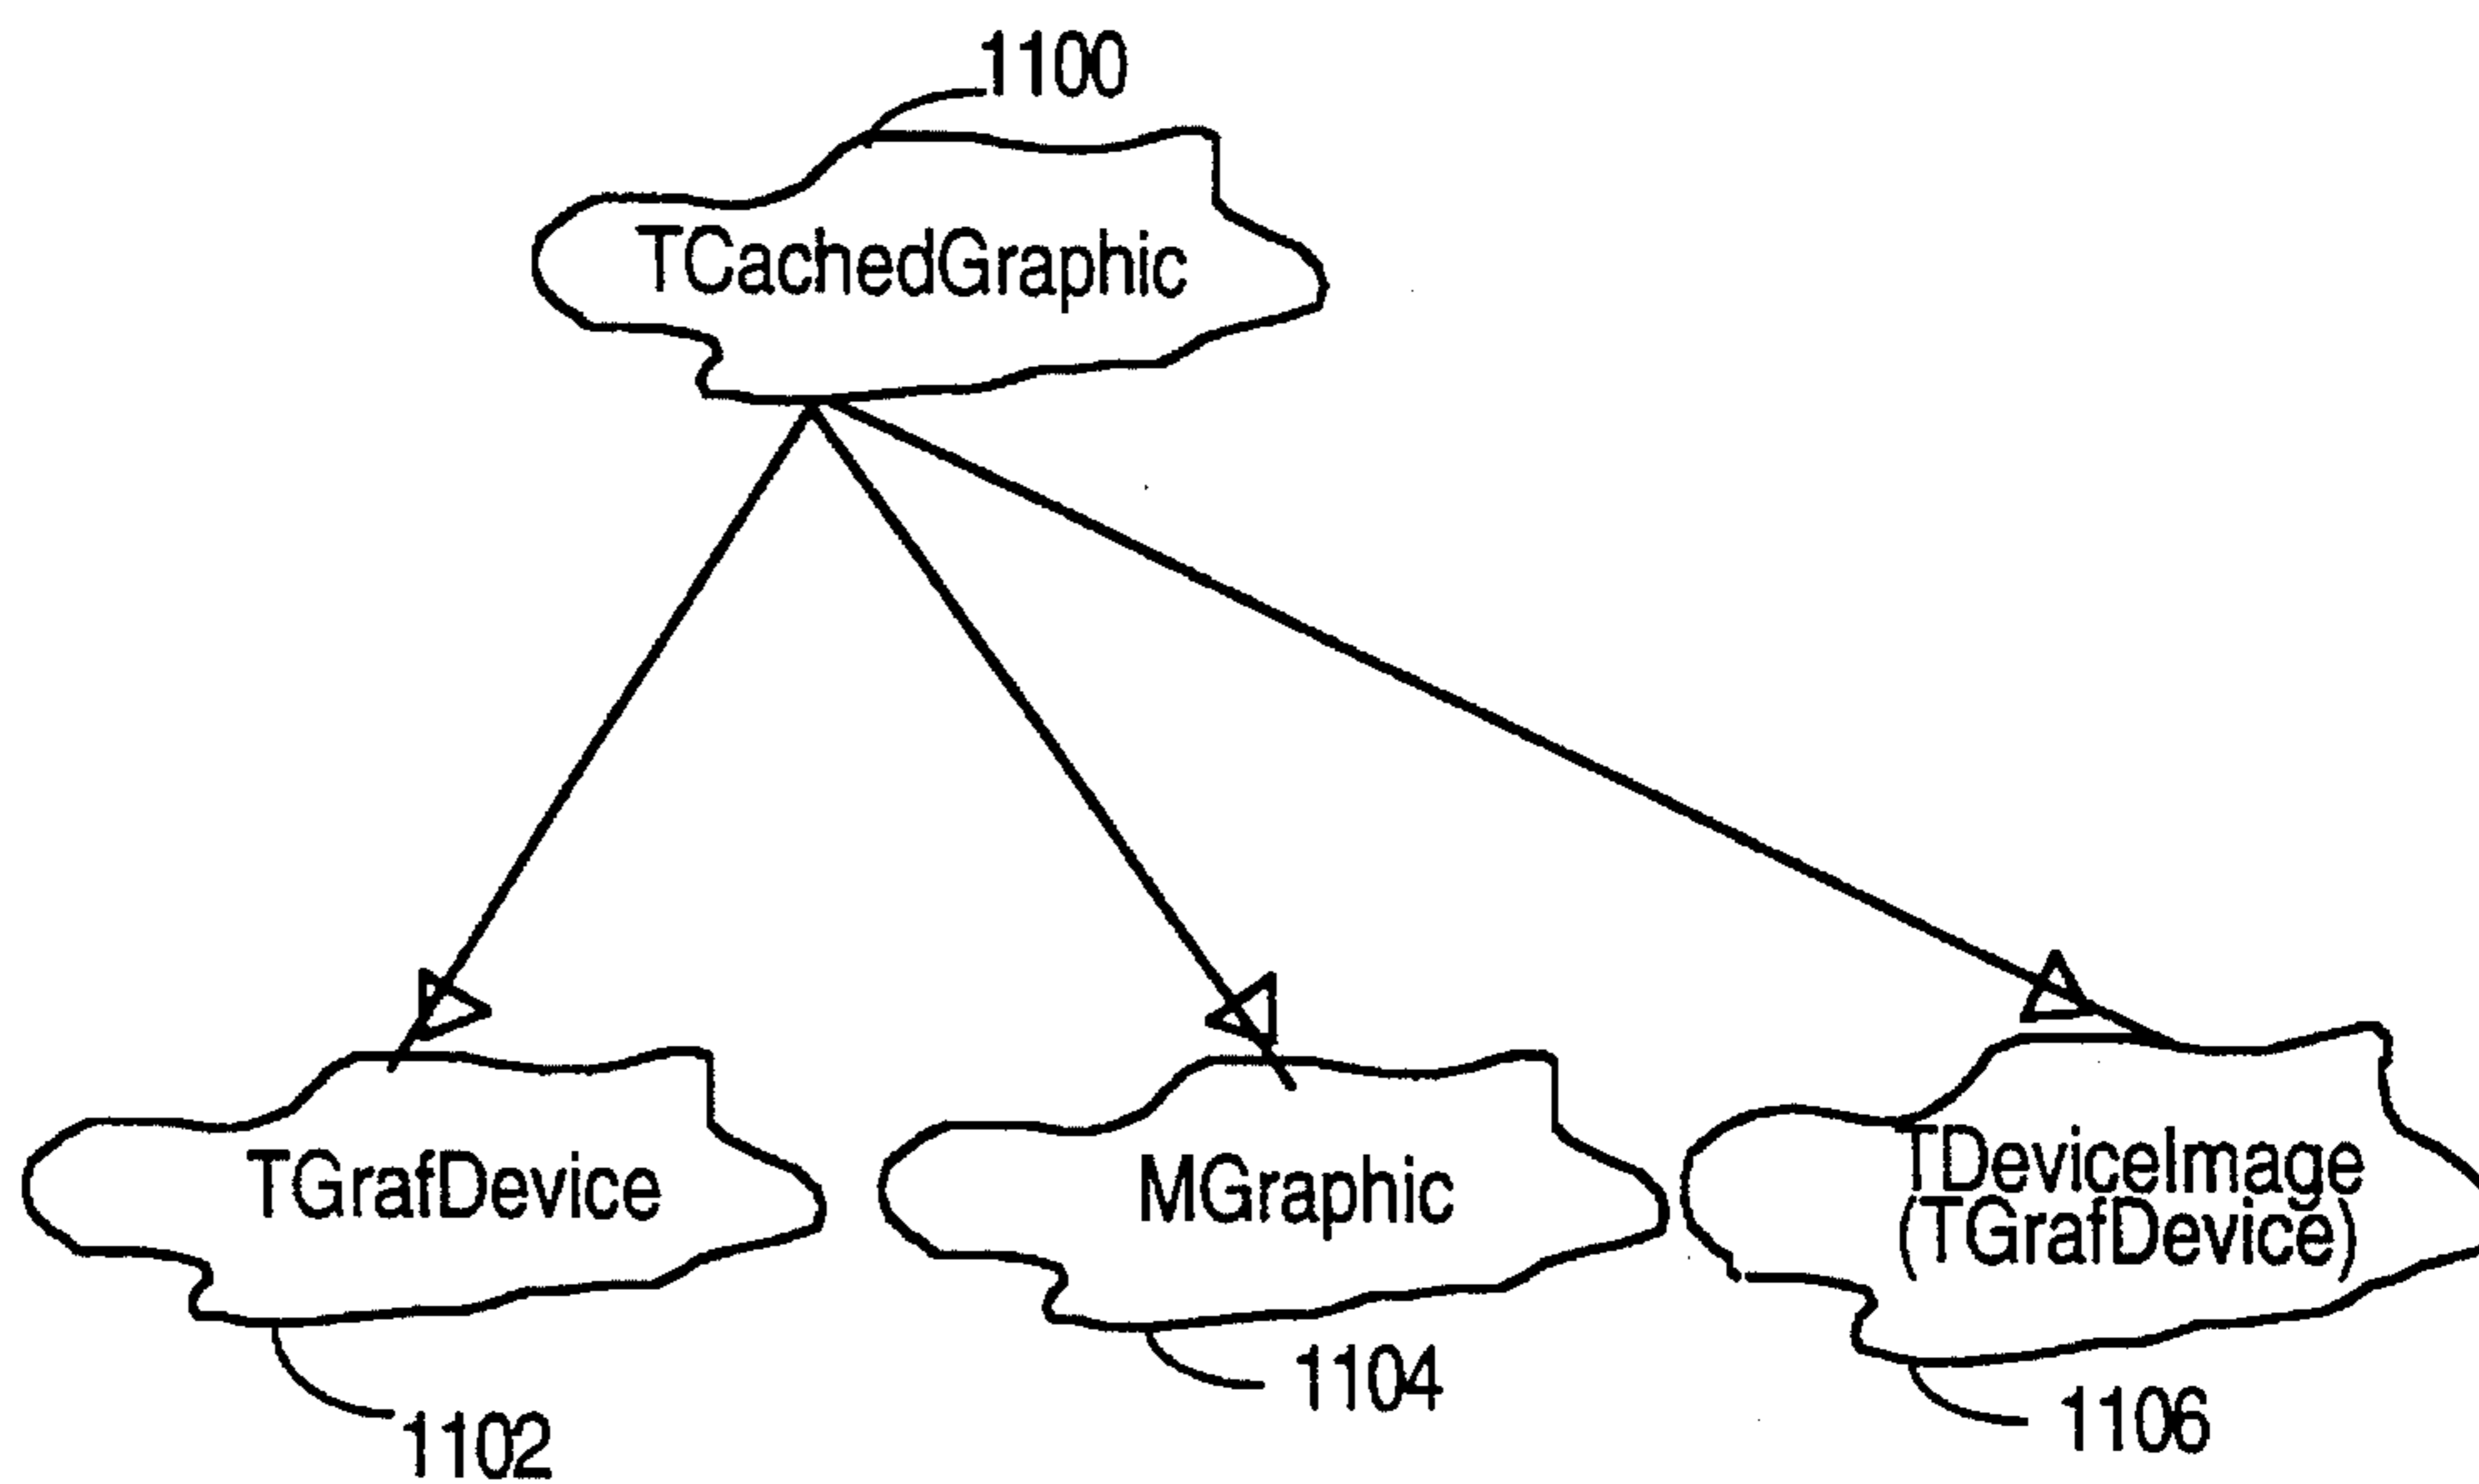 1100
TCachedGraphic
TGrafDevice
MGraphic
TDeviceImage
(TGrafDevice)
1102
1104
1106